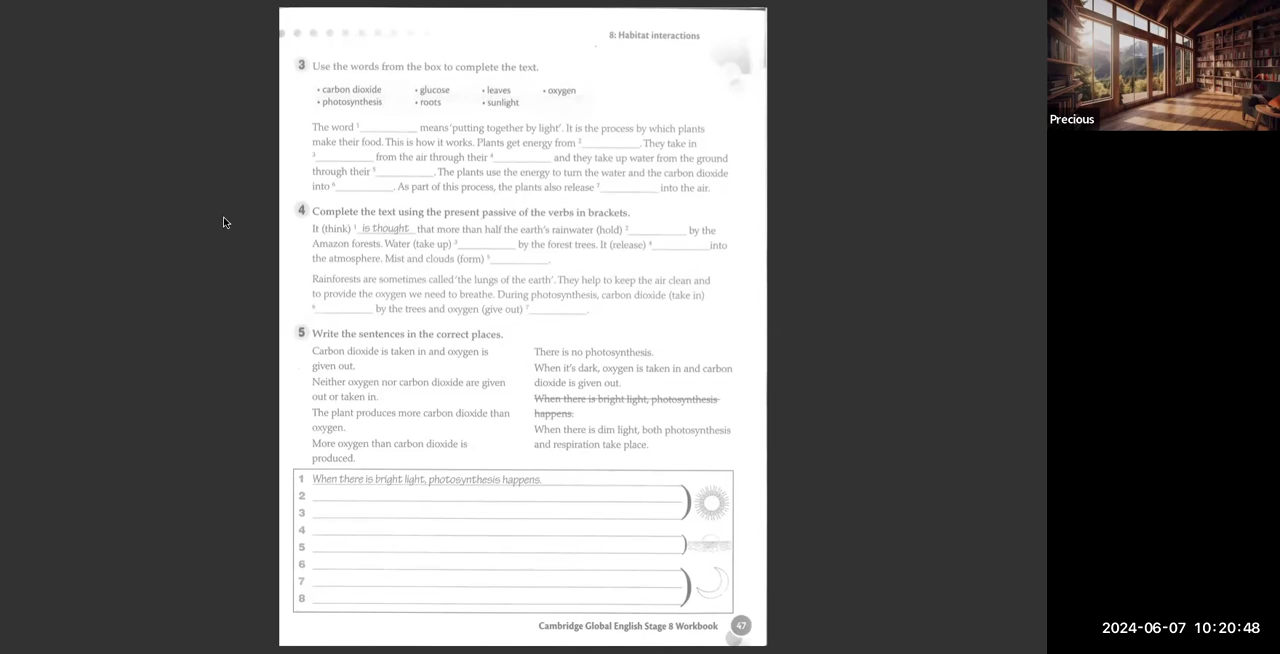 8: Habitat interactions
3 Use the words from the box to complete the text.
• carbon dioxide • glucose • leaves • oxygen
• photosynthesis • roots • sunlight
The word ¹__________ means 'putting together by light'. It is the process by which plants
make their food. This is how it works. Plants get energy from ²__________. They take in
³__________ from the air through their ⁴__________ and they take up water from the ground
through their ⁵__________. The plants use the energy to turn the water and the carbon dioxide
into ⁶__________. As part of this process, the plants also release ⁷__________ into the air.
4 Complete the text using the present passive of the verbs in brackets.
It (think) ¹ is thought that more than half the earth's rainwater (hold) ²__________ by the
Amazon forests. Water (take up) ³__________ by the forest trees. It (release) ⁴__________ into
the atmosphere. Mist and clouds (form) ⁵__________.
Rainforests are sometimes called 'the lungs of the earth'. They help to keep the air clean and
to provide the oxygen we need to breathe. During photosynthesis, carbon dioxide (take in)
⁶__________ by the trees and oxygen (give out) ⁷__________.
5 Write the sentences in the correct places.
Carbon dioxide is taken in and oxygen is
given out.
Neither oxygen nor carbon dioxide are given
out or taken in.
The plant produces more carbon dioxide than
oxygen.
More oxygen than carbon dioxide is
produced.
There is no photosynthesis.
When it's dark, oxygen is taken in and carbon
dioxide is given out.
When there is bright light, photosynthesis
happens.
When there is dim light, both photosynthesis
and respiration take place.
1 When there is bright light, photosynthesis happens.
2
3
4
5
6
7
8
Cambridge Global English Stage 8 Workbook 47
Precious
2024-06-07 10:20:48